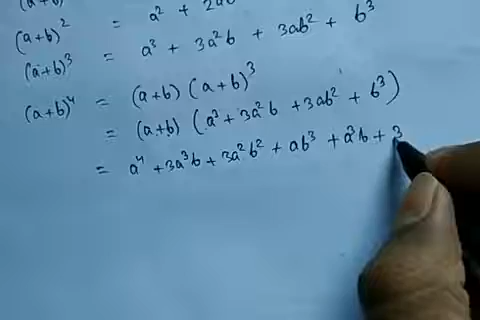 (a+b)² = a² + 2ab
(a+b)³ = a³ + 3a²b + 3ab² + b³
(a+b)⁴ = (a+b) (a+b)³
= (a+b) (a³ + 3a²b + 3ab² + b³)
= a⁴ + 3a³b + 3a²b² + ab³ + a³b + 3